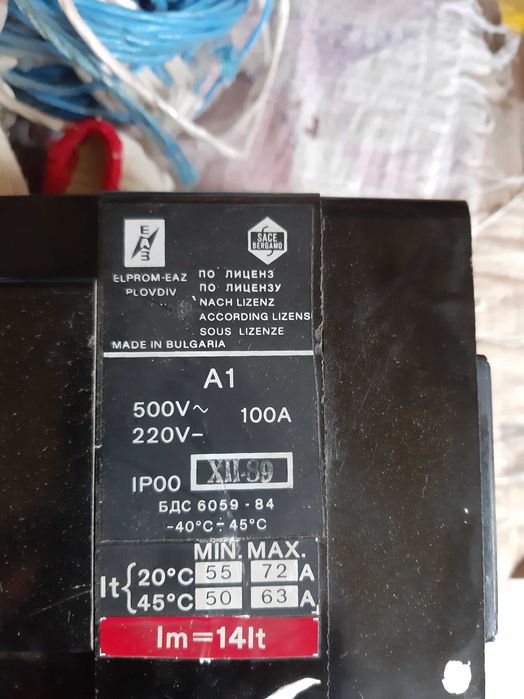 EAB
SACE
BERGAMO
ELPROM-EAZ
PLOVDIV
ПО ЛИЦЕНЗ
ПО ЛИЦЕНЗУ
NACH LIZENZ
ACCORDING LIZENS
SOUS LIZENZE
MADE IN BULGARIA
A1
500V~ 100A
220V–
IP00 XII-89
БДС 6059 - 84
-40°C ÷ 45°C
MIN. MAX.
It { 20°C 55 72 A
45°C 50 63 A
Im=14It